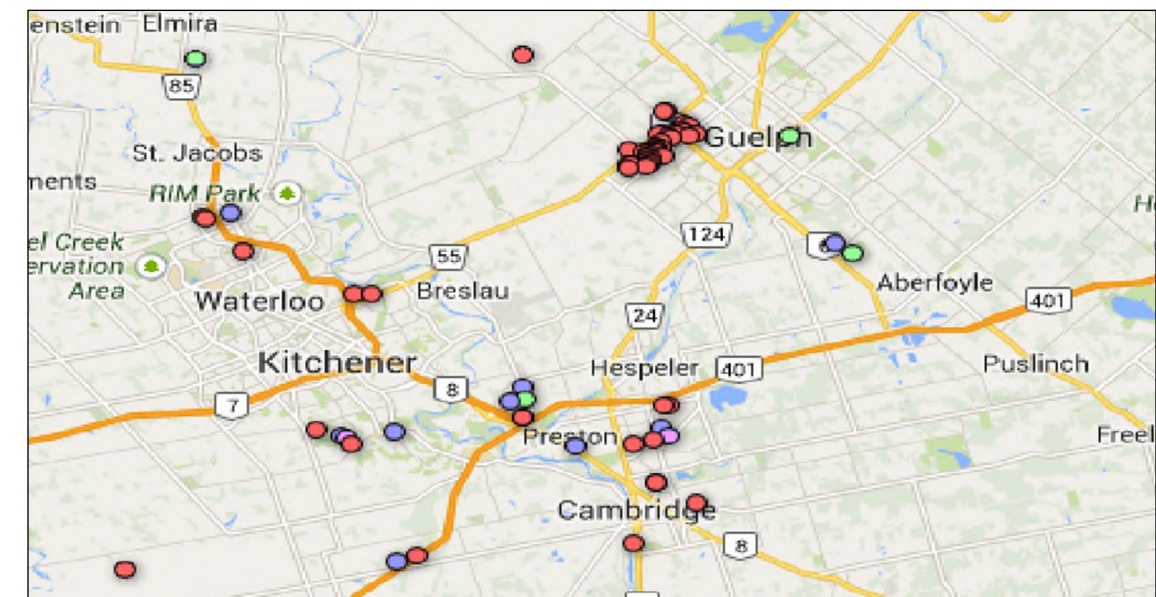 enstein
Elmira
85
St. Jacobs
ments
RIM Park
Guelph
H
el Creek
ervation
Area
124
6
55
Breslau
Aberfoyle
Waterloo
401
24
Kitchener
Hespeler
401
Puslinch
8
7
Preston
Freel
Cambridge
8